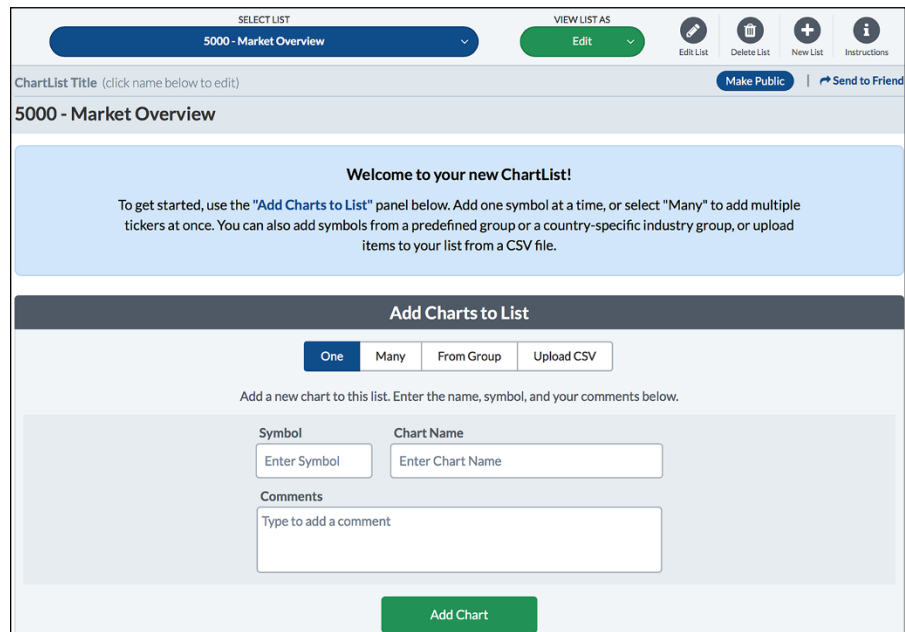 SELECT LIST
VIEW LIST AS
5000 - Market Overview
Edit
Edit List
Delete List
New List
Instructions
ChartList Title (click name below to edit)
Make Public
|
Send to Friend
5000 - Market Overview
Welcome to your new ChartList!
To get started, use the "Add Charts to List" panel below. Add one symbol at a time, or select "Many" to add multiple
tickers at once. You can also add symbols from a predefined group or a country-specific industry group, or upload
items to your list from a CSV file.
Add Charts to List
One
Many
From Group
Upload CSV
Add a new chart to this list. Enter the name, symbol, and your comments below.
Symbol
Chart Name
Enter Symbol
Enter Chart Name
Comments
Type to add a comment
Add Chart